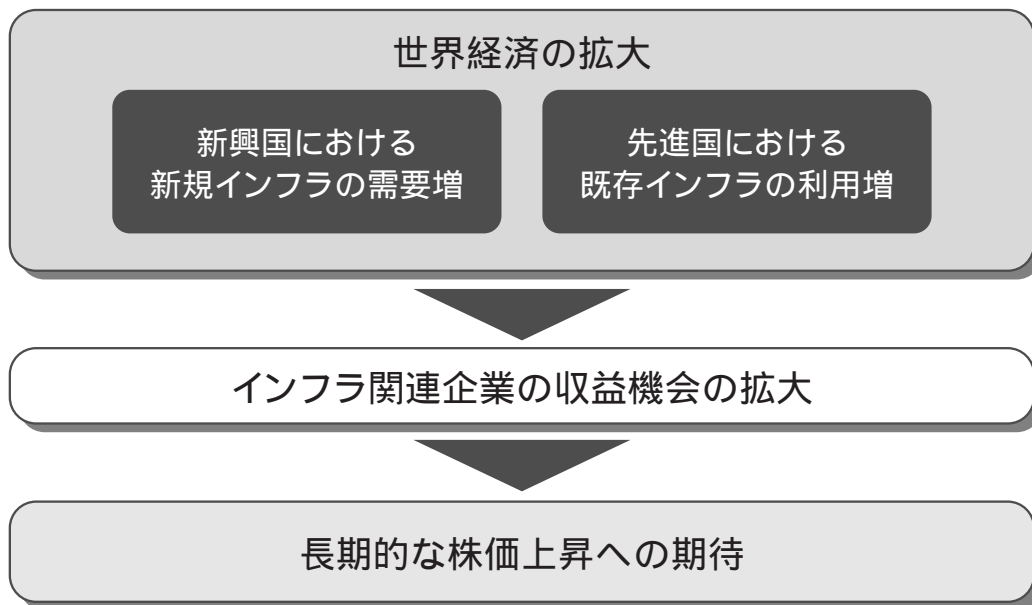 世界経済の拡大
新興国における
新規インフラの需要増
先進国における
既存インフラの利用増
インフラ関連企業の収益機会の拡大
長期的な株価上昇への期待